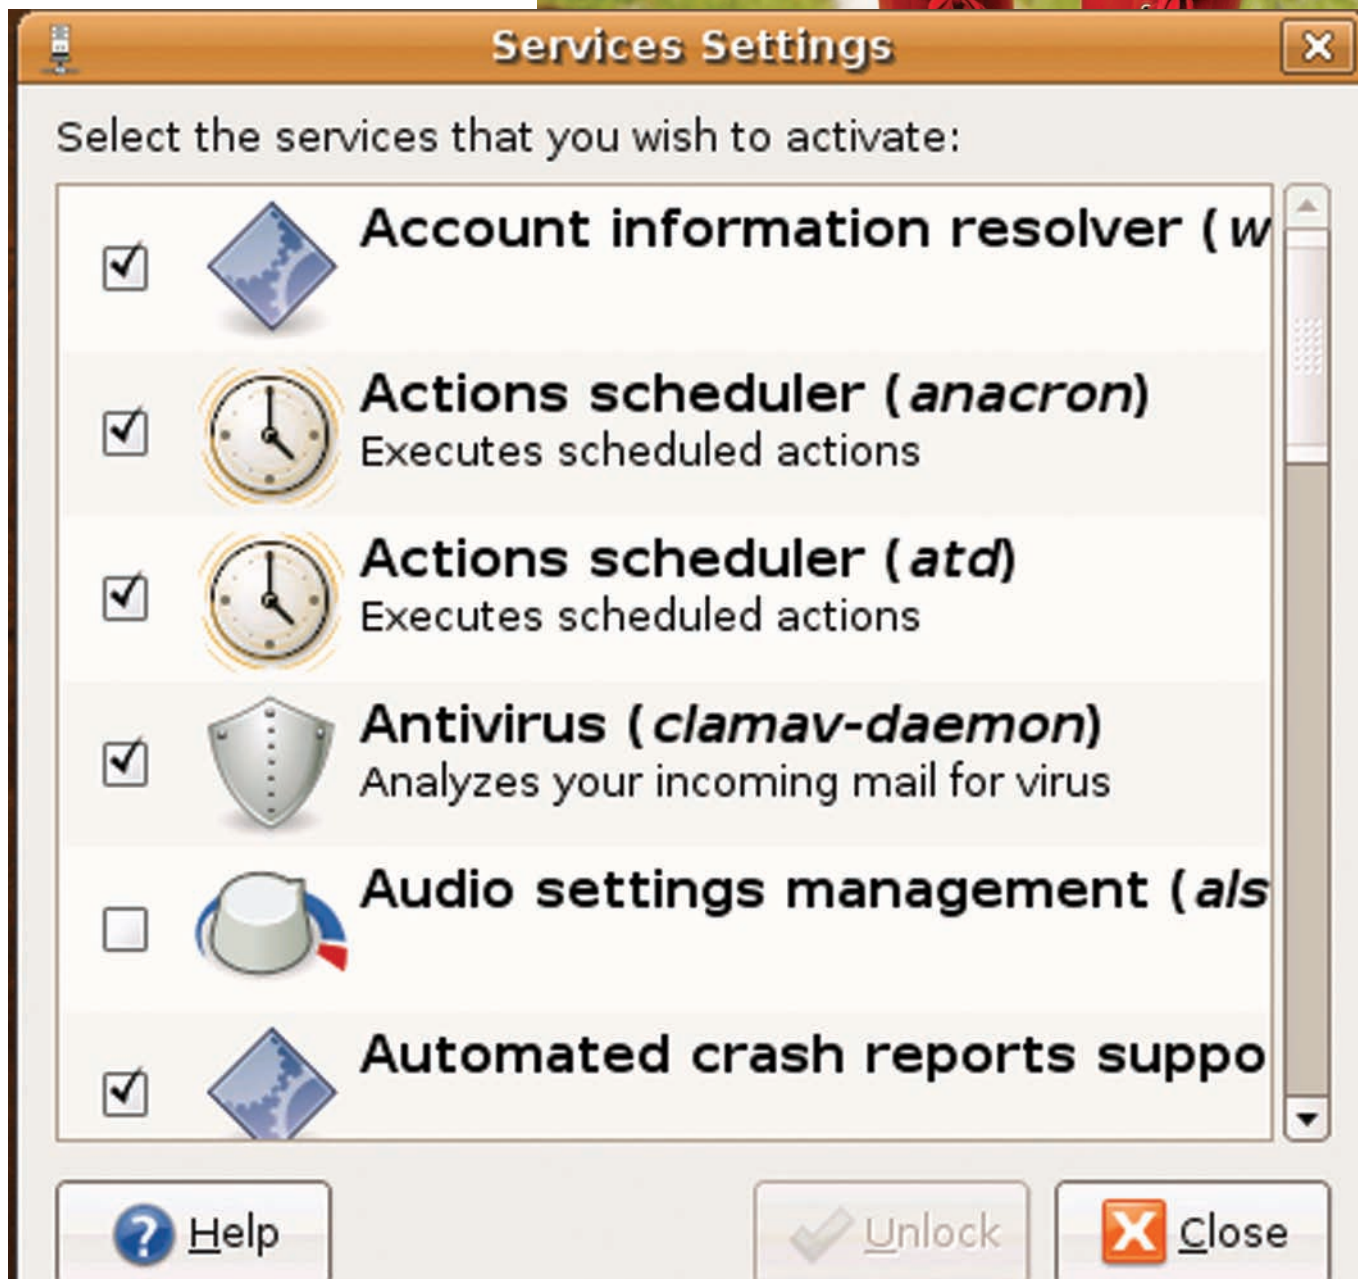 Services Settings
Select the services that you wish to activate:
Account information resolver (w
Actions scheduler (anacron)
Executes scheduled actions
Actions scheduler (atd)
Executes scheduled actions
Antivirus (clamav-daemon)
Analyzes your incoming mail for virus
Audio settings management (als
Automated crash reports suppo
Help
Unlock
Close